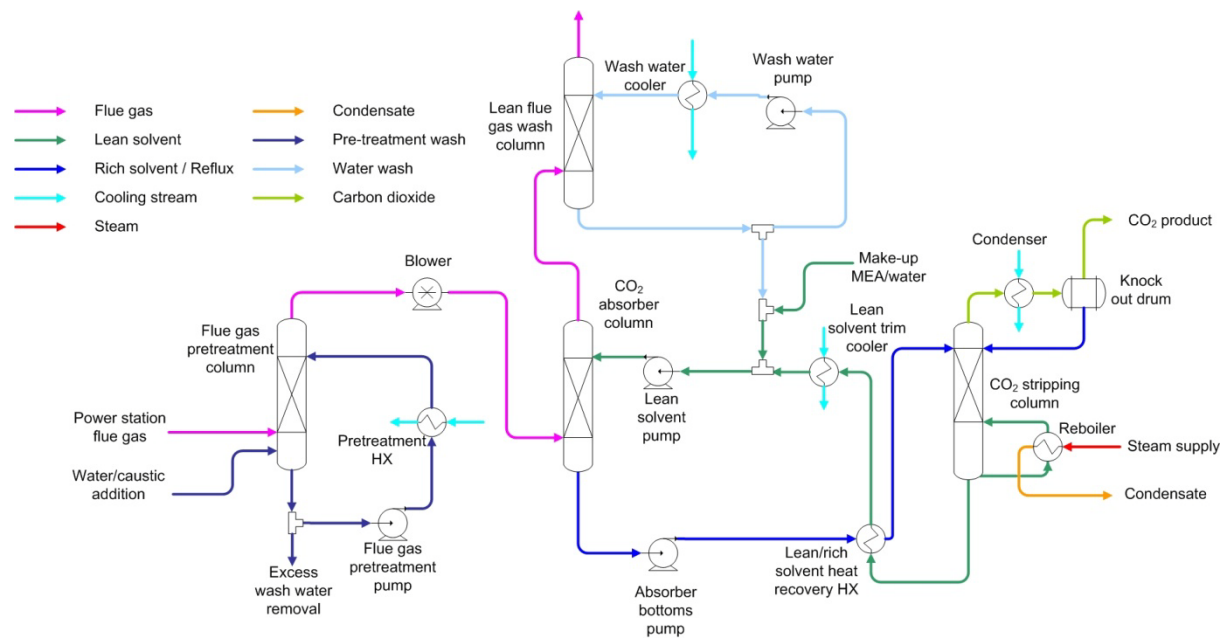 Flue gas
Lean solvent
Rich solvent / Reflux
Cooling stream
Steam
Condensate
Pre-treatment wash
Water wash
Carbon dioxide
Wash water
cooler
Wash water
pump
Lean flue
gas wash
column
Make-up
MEA/water
Condenser
CO₂ product
Knock
out drum
Blower
CO₂
absorber
column
Lean
solvent trim
cooler
Flue gas
pretreatment
column
Lean
solvent
pump
CO₂ stripping
column
Reboiler
Steam supply
Condensate
Power station
flue gas
Pretreatment
HX
Water/caustic
addition
Excess
wash water
removal
Flue gas
pretreatment
pump
Absorber
bottoms
pump
Lean/rich
solvent heat
recovery HX